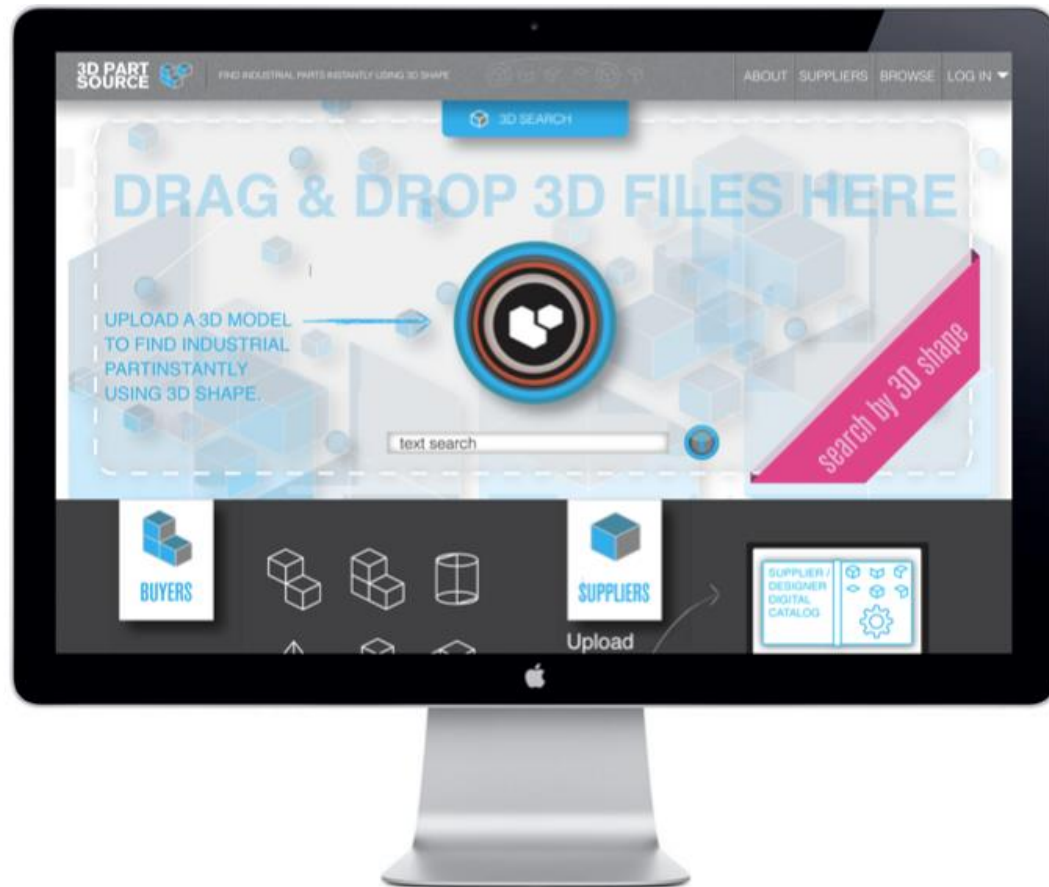 3D PART
SOURCE
FIND INDUSTRIAL PARTS INSTANTLY USING 3D SHAPE
ABOUT
SUPPLIERS
BROWSE
LOG IN
3D SEARCH
DRAG & DROP 3D FILES HERE
UPLOAD A 3D MODEL
TO FIND INDUSTRIAL
PARTINSTANTLY
USING 3D SHAPE.
search by 3D shape
text search
BUYERS
SUPPLIERS
Upload
SUPPLIER /
DESIGNER
DIGITAL
CATALOG